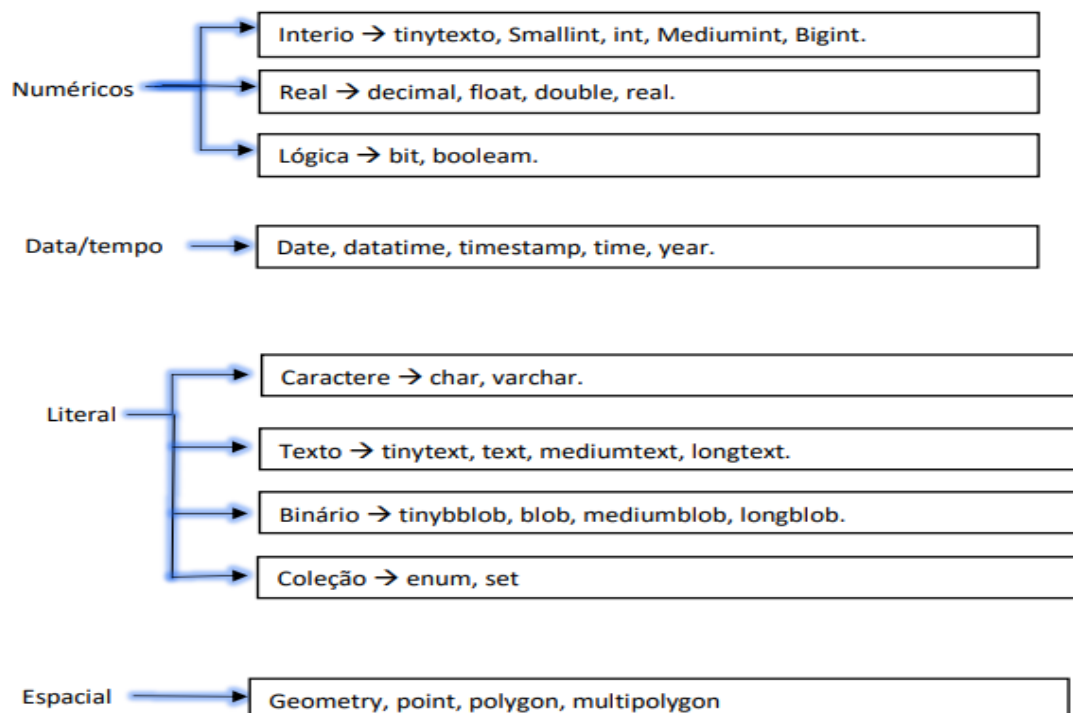 Interio → tinytexto, Smallint, int, Mediumint, Bigint.
Numéricos
Real → decimal, float, double, real.
Lógica → bit, booleam.
Data/tempo
Date, datatime, timestamp, time, year.
Caractere → char, varchar.
Literal
Texto → tinytext, text, mediumtext, longtext.
Binário → tinybblob, blob, mediumblob, longblob.
Coleção → enum, set
Espacial
Geometry, point, polygon, multipolygon